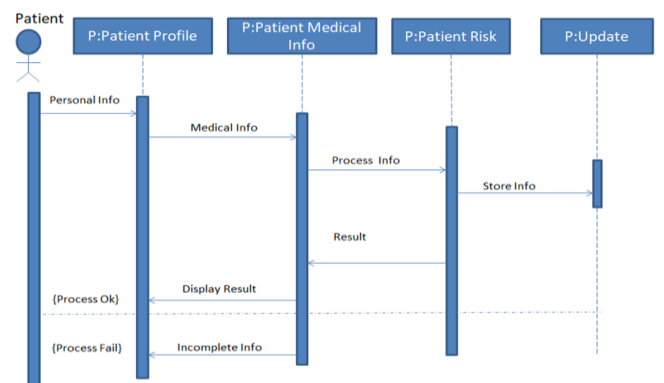 Patient
P:Patient Profile
P:Patient Medical
Info
P:Patient Risk
P:Update
Personal Info
Medical Info
Process Info
Store Info
Result
Display Result
{Process Ok}
{Process Fail}
Incomplete Info